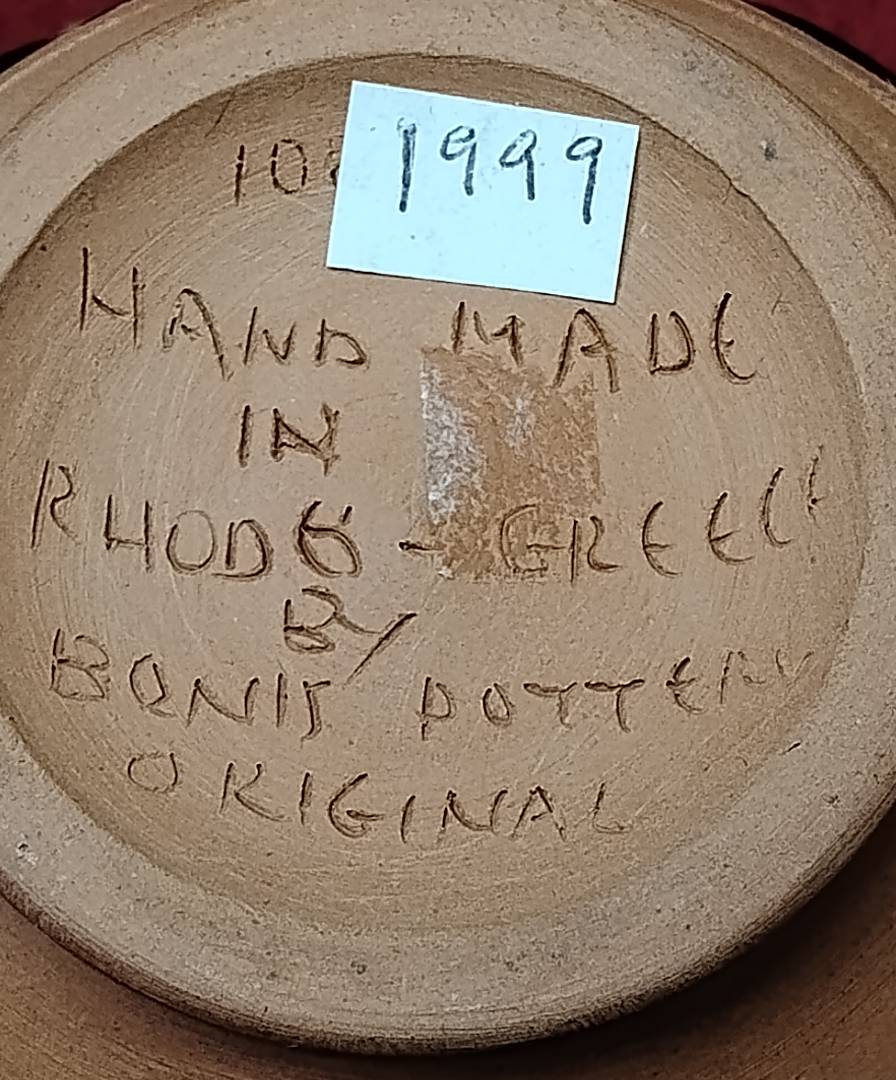 1999
HAND MADE
IN
RHODES - GREECE
BY
BONIS POTTERY
ORIGINAL